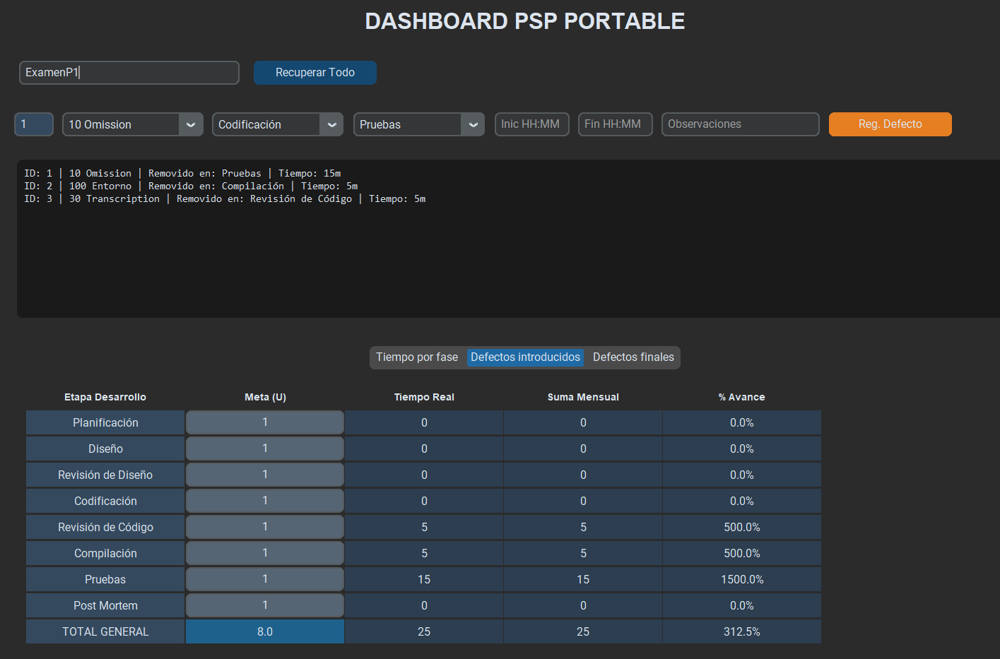 DASHBOARD PSP PORTABLE
ExamenP1 Recuperar Todo
1 10 Omission Codificación Pruebas Inic HH:MM Fin HH:MM Observaciones Reg. Defecto
ID: 1 | 10 Omission | Removido en: Pruebas | Tiempo: 15m
ID: 2 | 100 Entorno | Removido en: Compilación | Tiempo: 5m
ID: 3 | 30 Transcription | Removido en: Revisión de Código | Tiempo: 5m
Tiempo por fase Defectos introducidos Defectos finales
Etapa Desarrollo Meta (U) Tiempo Real Suma Mensual % Avance
Planificación 1 0 0 0.0%
Diseño 1 0 0 0.0%
Revisión de Diseño 1 0 0 0.0%
Codificación 1 0 0 0.0%
Revisión de Código 1 5 5 500.0%
Compilación 1 5 5 500.0%
Pruebas 1 15 15 1500.0%
Post Mortem 1 0 0 0.0%
TOTAL GENERAL 8.0 25 25 312.5%